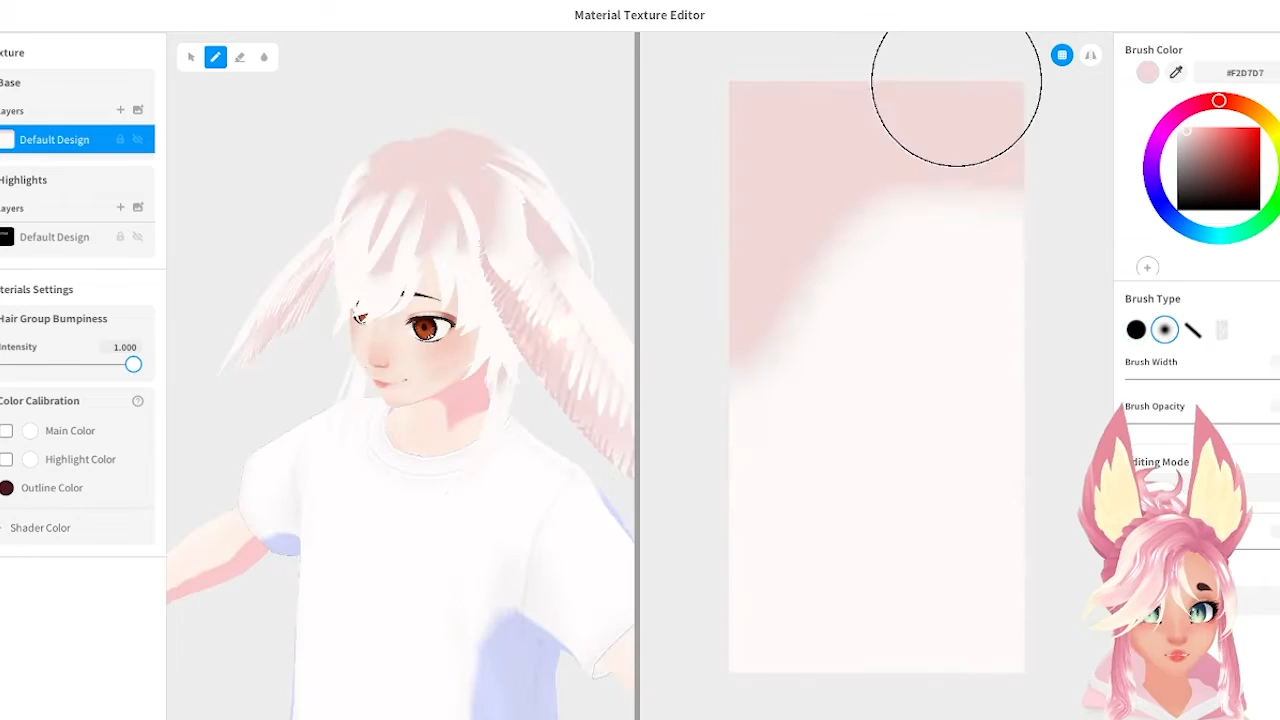 Material Texture Editor
xture
Base
ayers
Default Design
Highlights
ayers
Default Design
terials Settings
Hair Group Bumpiness
Intensity 1.000
Color Calibration ?
Main Color
Highlight Color
Outline Color
Shader Color
Brush Color
#F2D7D7
Brush Type
Brush Width
Brush Opacity
diting Mode